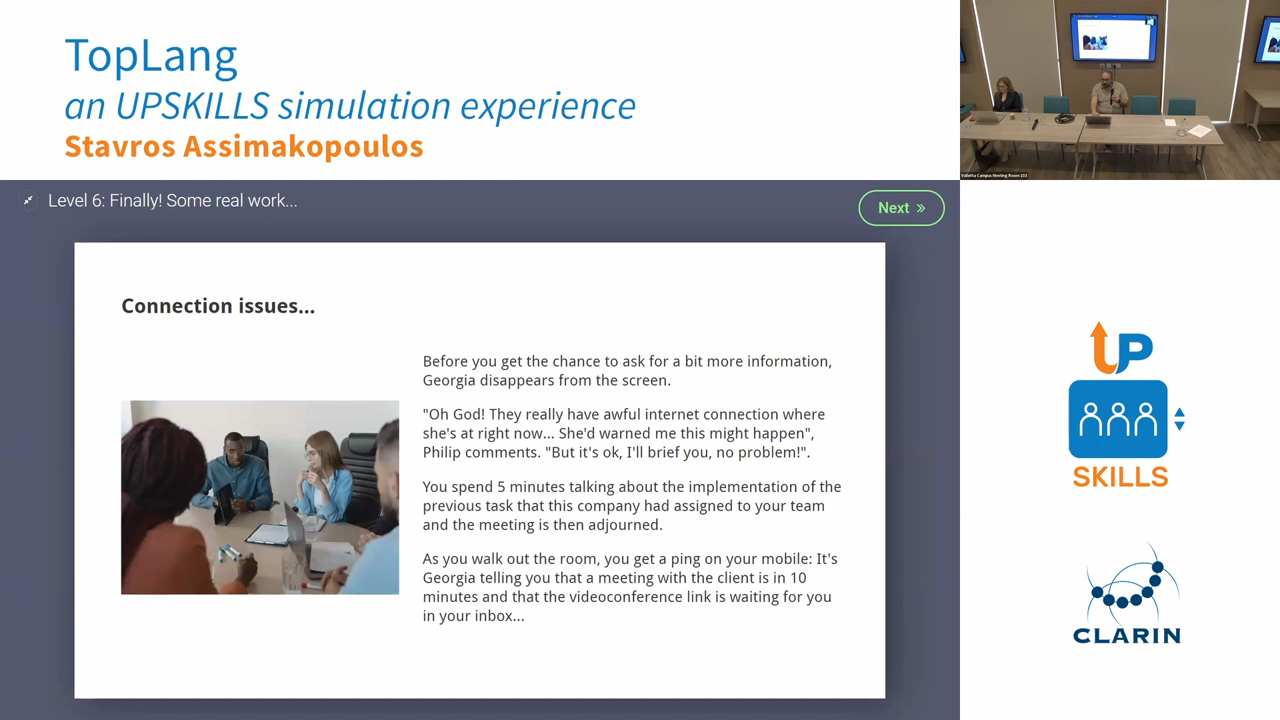 TopLang
an UPSKILLS simulation experience
Stavros Assimakopoulos
Valletta Campus Meeting Room 103
Level 6: Finally! Some real work...
Next »
Connection issues...
Before you get the chance to ask for a bit more information,
Georgia disappears from the screen.
"Oh God! They really have awful internet connection where
she's at right now... She'd warned me this might happen",
Philip comments. "But it's ok, I'll brief you, no problem!".
You spend 5 minutes talking about the implementation of the
previous task that this company had assigned to your team
and the meeting is then adjourned.
As you walk out the room, you get a ping on your mobile: It's
Georgia telling you that a meeting with the client is in 10
minutes and that the videoconference link is waiting for you
in your inbox...
UP
SKILLS
CLARIN